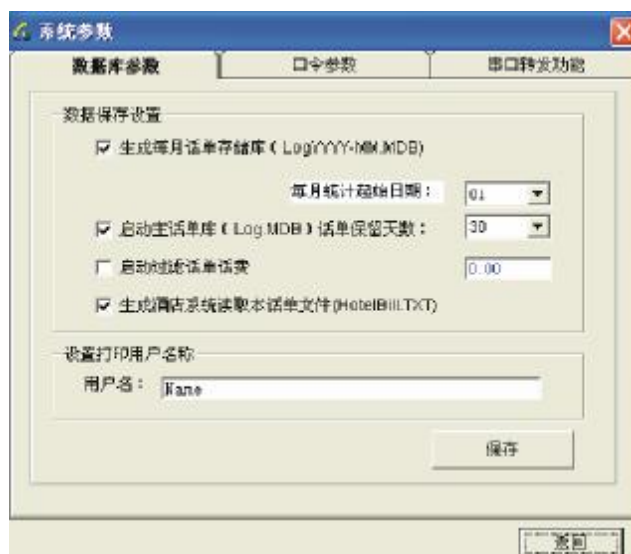 系统参数
数据库参数 口令参数 串口转发功能
数据保存设置
生成每月话单存储库(LogYYYY-MM.MDB)
每月统计起始日期: 01
启动主话单库(Log.MDB)话单保留天数: 30
启动过滤话单话费 0.00
生成酒店系统读取本话单文件(HotelBill.TXT)
设置打印用户名称
用户名: Name
保存
返回